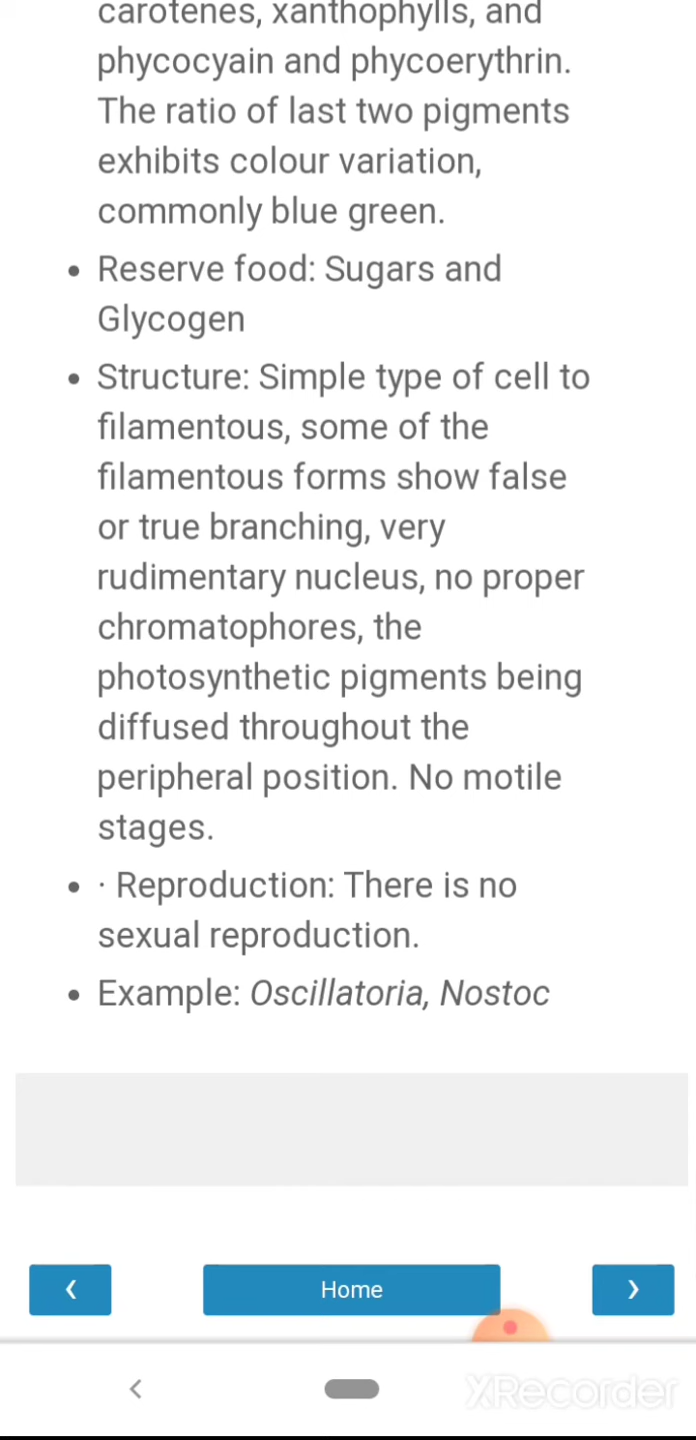 carotenes, xanthophylls, and
phycocyain and phycoerythrin.
The ratio of last two pigments
exhibits colour variation,
commonly blue green.
• Reserve food: Sugars and
Glycogen
• Structure: Simple type of cell to
filamentous, some of the
filamentous forms show false
or true branching, very
rudimentary nucleus, no proper
chromatophores, the
photosynthetic pigments being
diffused throughout the
peripheral position. No motile
stages.
• · Reproduction: There is no
sexual reproduction.
• Example: Oscillatoria, Nostoc
‹ Home ›
XRecorder